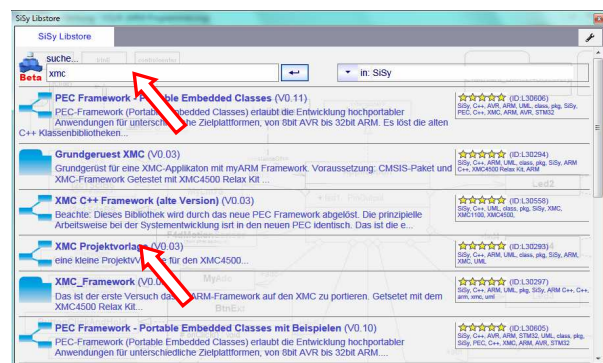 SiSy Libstore
SiSy Libstore
suche...
Beta xmc in: SiSy
PEC Framework - Portable Embedded Classes (V0.11)
PEC-Framework (Portable Embedded Classes) erlaubt die Entwicklung hochportabler
Anwendungen für unterschiedliche Zielplattformen, von 8bit AVR bis 32bit ARM. Es löst die alten
C++ Klassenbibliotheken...
(ID:L30606)
SiSy, C++, AVR, ARM, UML, class, pkg, SiSy,
PEC, C++, XMC, ARM, AVR, STM32
Grundgeruest XMC (V0.03)
Grundgerüst für eine XMC-Applikaton mit myARM Framework. Voraussetzung: CMSIS-Paket und
XMC-Framework Getestet mit XMC4500 Relax Kit ...
(ID:L30294)
SiSy, C++, ARM, UML, class, pkg, SiSy, ARM
C++, XMC4500 Relax Kit, ARM
Led2
XMC C++ Framework (alte Version) (V0.03)
Beachte: Dieses Bibliothek wird durch das neue PEC Framework abgelöst. Die prinzipielle
Arbeitsweise bei der Systementwicklung ist in den neuen PEC identisch. Das ist die e...
(ID:L30558)
SiSy, C++, UML, class, pkg, SiSy, XMC,
XMC1100, XMC4500,
XMC Projektvorlage (V0.03)
eine kleine Projektvorlage für den XMC4500...
(ID:L30293)
SiSy, C++, ARM, UML, class, pkg, SiSy, ARM,
XMC, UML
XMC_Framework
Das ist der erste Versuch das ARM-Framework auf den XMC zu portieren. Getsetet mit dem
XMC4500 Relax Kit...
(ID:L30297)
SiSy, C++, ARM, UML, pkg, SiSy, ARM C++, C++,
arm, xmc, uml
PEC Framework - Portable Embedded Classes mit Beispielen (V0.10)
PEC-Framework (Portable Embedded Classes) erlaubt die Entwicklung hochportabler
Anwendungen für unterschiedliche Zielplattformen, von 8bit AVR bis 32bit ARM....
(ID:L30605)
SiSy, C++, AVR, ARM, STM32, UML, class, pkg,
SiSy, PEC, C++, XMC, ARM, AVR, STM32